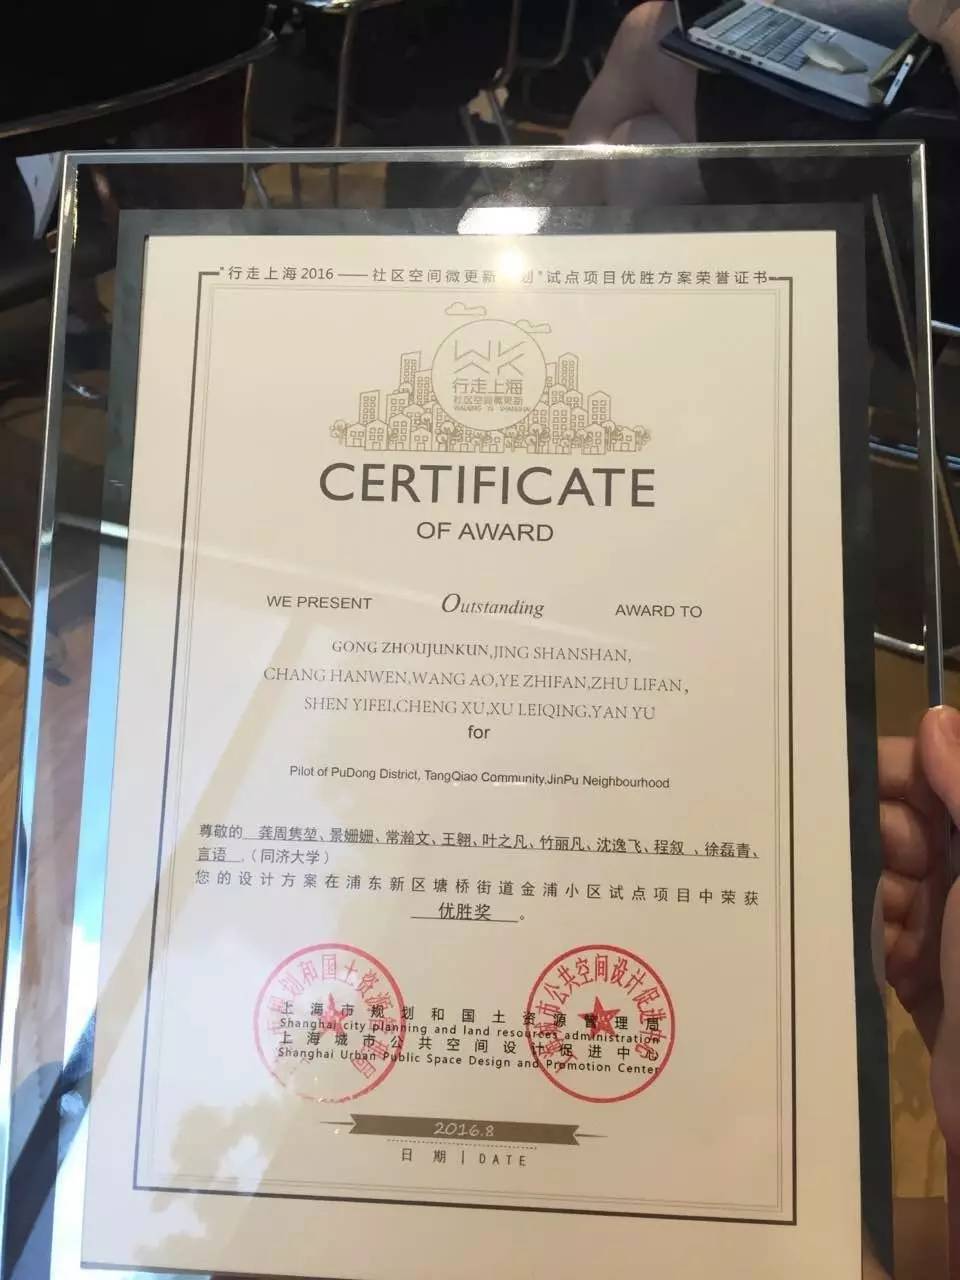 "行走上海2016——社区空间微更新 划"试点项目优胜方案荣誉证书
WK
行走上海
社区空间微更新
WALKING IN SHANGHAI
CERTIFICATE
OF AWARD
WE PRESENT Outstanding AWARD TO
GONG ZHOUJUNKUN,JING SHANSHAN,
CHANG HANWEN,WANG AO,YE ZHIFAN,ZHU LIFAN,
SHEN YIFEI,CHENG XU,XU LEIQING,YAN YU
for
Pilot of PuDong District, TangQiao Community,JinPu Neighbourhood
尊敬的 龚周隽堃、景姗姗、常瀚文、王翱、叶之凡、竹丽凡、沈逸飞、程叙 、徐磊青、
言语 .(同济大学)
您的设计方案在浦东新区塘桥街道金浦小区试点项目中荣获
优胜奖 。
上海市规划和国土资源管理局
Shanghai city planning and land resources administration
上海城市公共空间设计促进中心
Shanghai Urban Public Space Design and Promotion Center
2016.8
日 期 | DATE